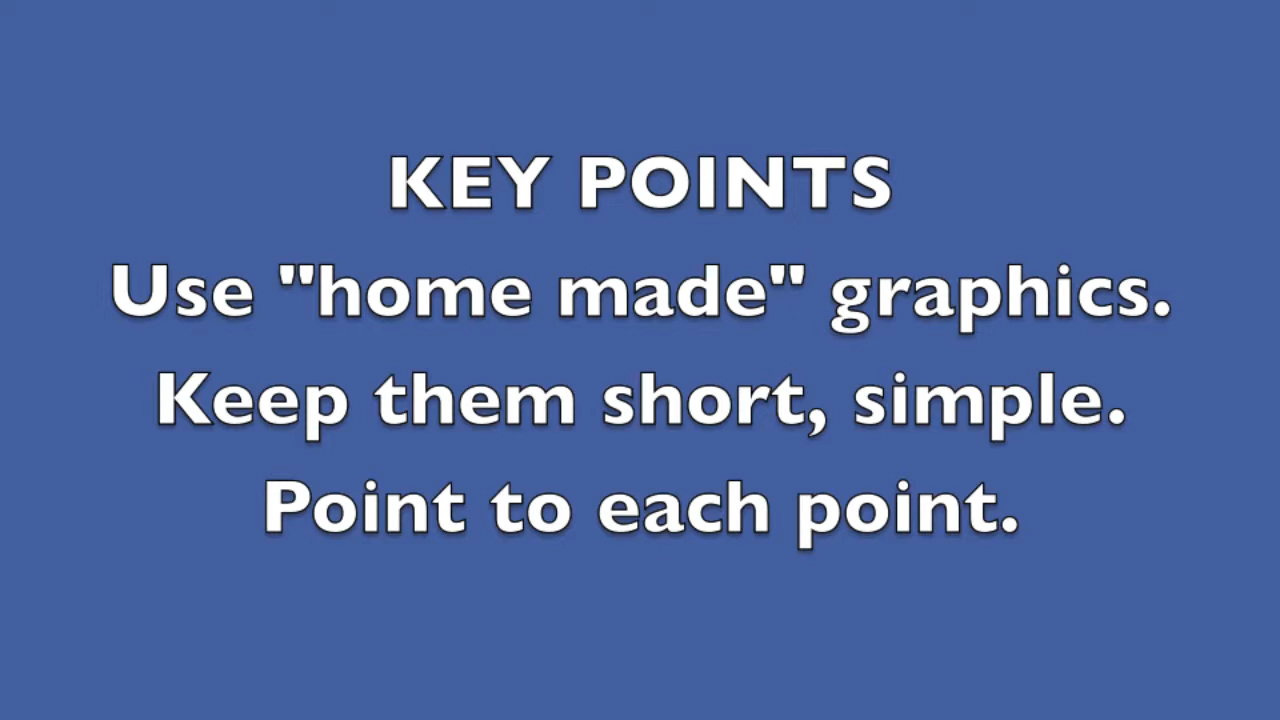 KEY POINTS
Use "home made" graphics.
Keep them short, simple.
Point to each point.